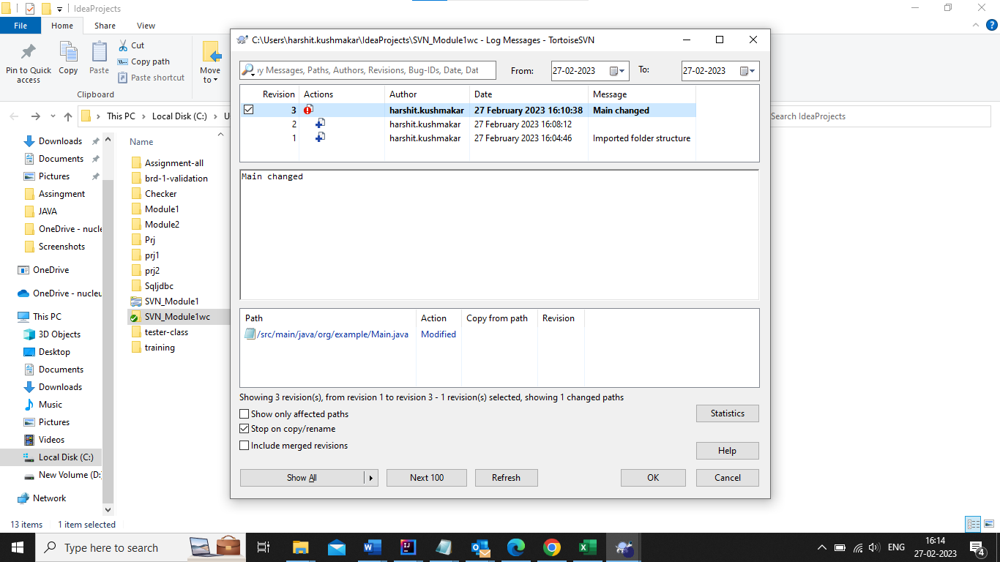 IdeaProjects
File Home Share View
Pin to Quick access
Copy
Paste
Cut
Copy path
Paste shortcut
Move to
Clipboard
This PC Local Disk (C:) U
Search IdeaProjects
Downloads
Documents
Pictures
Assingment
JAVA
OneDrive - nucle
Screenshots
OneDrive
OneDrive - nucleu
This PC
3D Objects
Desktop
Documents
Downloads
Music
Pictures
Videos
Local Disk (C:)
New Volume (D:
Network
Name
Assignment-all
brd-1-validation
Checker
Module1
Module2
Prj
prj1
prj2
Sqljdbc
SVN_Module1
SVN_Module1wc
tester-class
training
13 items 1 item selected
C:\Users\harshit.kushmakar\IdeaProjects\SVN_Module1wc - Log Messages - TortoiseSVN
y Messages, Paths, Authors, Revisions, Bug-IDs, Date, Dat
From: 27-02-2023 To: 27-02-2023
Revision Actions Author Date Message
3 harshit.kushmakar 27 February 2023 16:10:38 Main changed
2 harshit.kushmakar 27 February 2023 16:08:12
1 harshit.kushmakar 27 February 2023 16:04:46 Imported folder structure
Main changed
Path Action Copy from path Revision
/src/main/java/org/example/Main.java Modified
Showing 3 revision(s), from revision 1 to revision 3 - 1 revision(s) selected, showing 1 changed paths
Show only affected paths
Stop on copy/rename
Include merged revisions
Statistics
Help
Show All Next 100 Refresh OK Cancel
Type here to search
ENG
16:14
27-02-2023
4